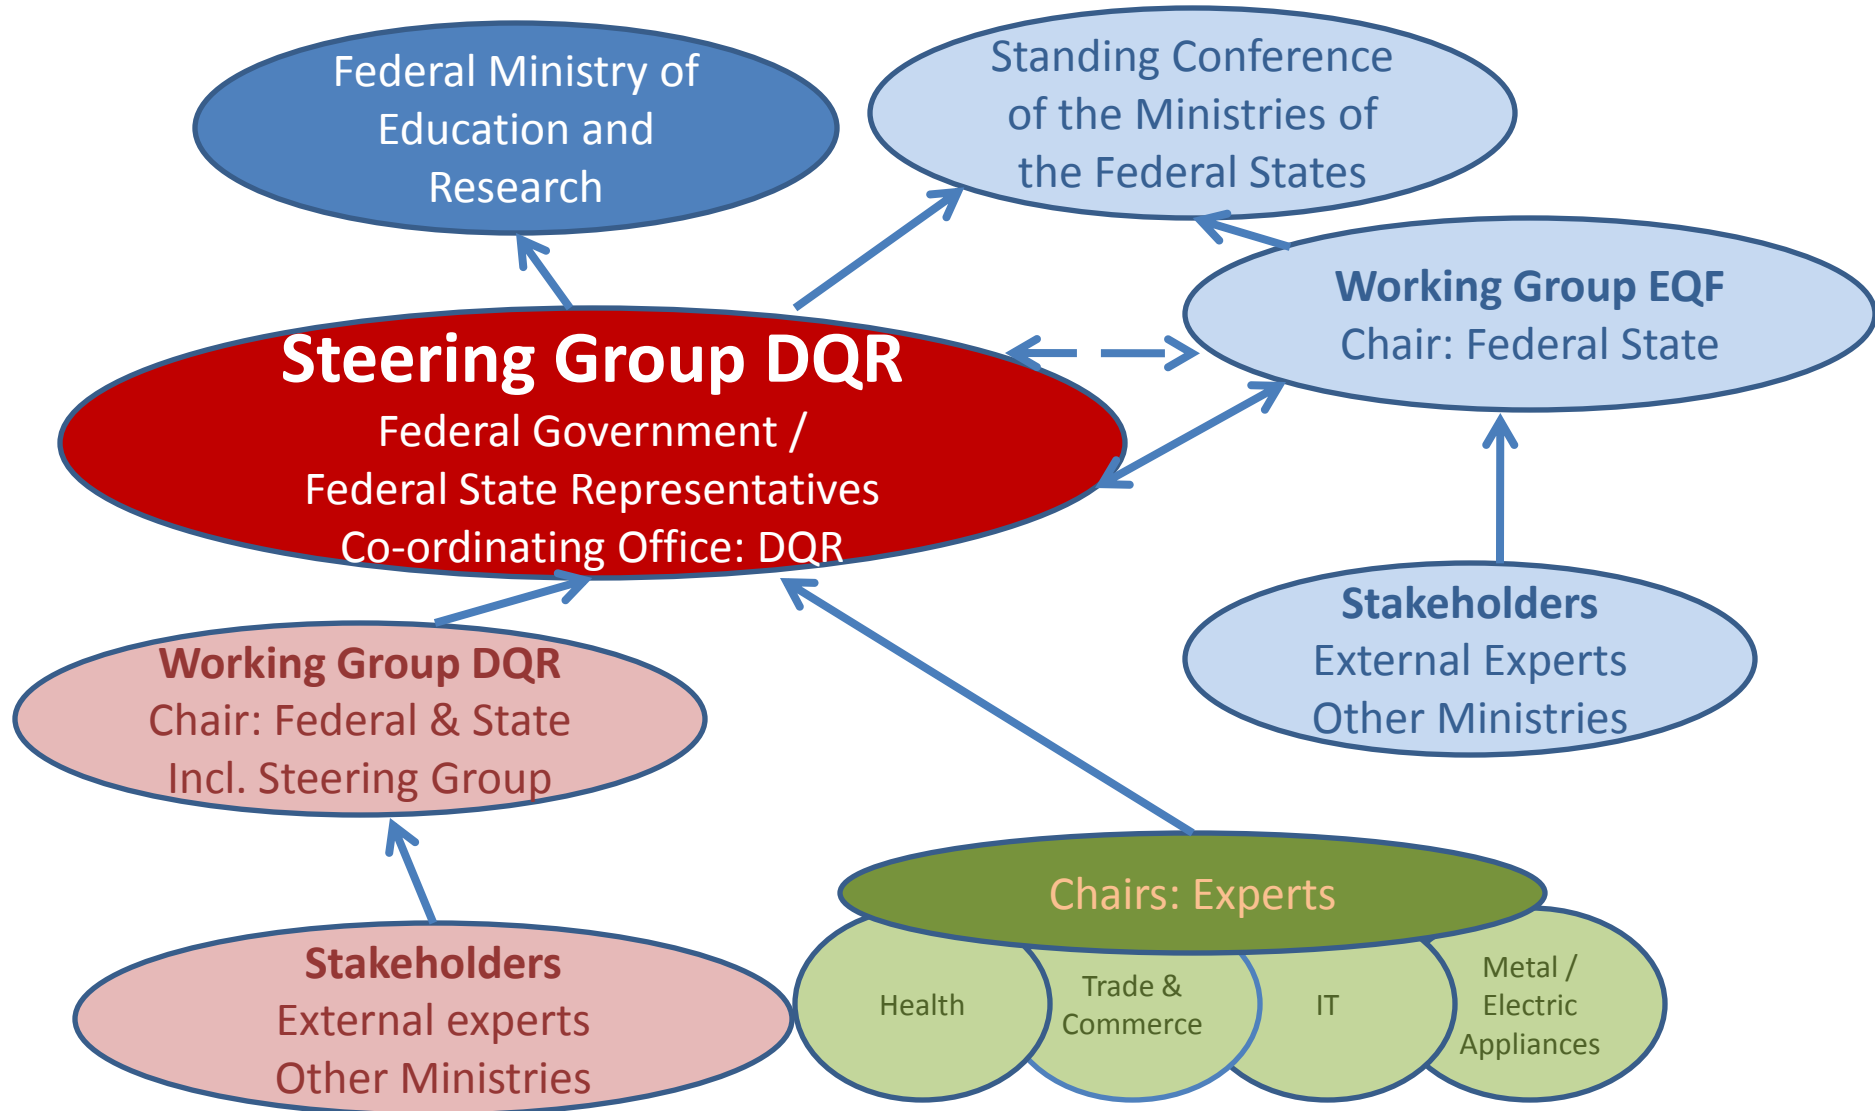 Federal Ministry of
Education and
Research
Standing Conference
of the Ministries of
the Federal States
Working Group EQF
Chair: Federal State
Steering Group DQR
Federal Government /
Federal State Representatives
Co-ordinating Office: DQR
Stakeholders
External Experts
Other Ministries
Working Group DQR
Chair: Federal & State
Incl. Steering Group
Chairs: Experts
Stakeholders
External experts
Other Ministries
Health
Trade &
Commerce
IT
Metal /
Electric
Appliances